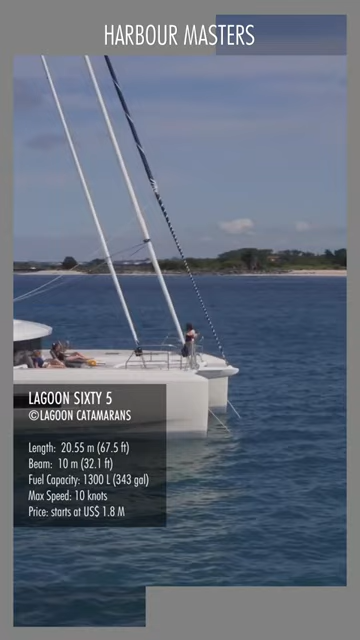 HARBOUR MASTERS
LAGOON SIXTY 5
©LAGOON CATAMARANS
Length: 20.55 m (67.5 ft)
Beam: 10 m (32.1 ft)
Fuel Capacity: 1300 L (343 gal)
Max Speed: 10 knots
Price: starts at US$ 1.8 M